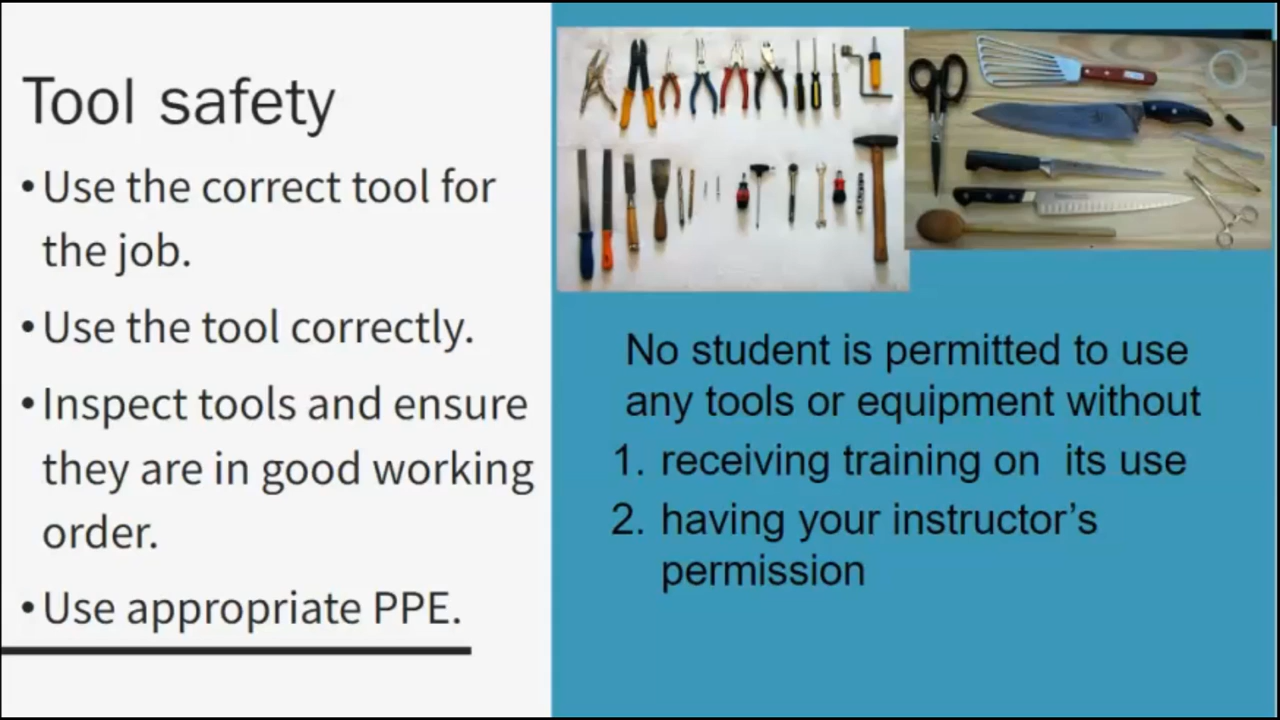 Tool safety
•Use the correct tool for
the job.
•Use the tool correctly.
•Inspect tools and ensure
they are in good working
order.
•Use appropriate PPE.
No student is permitted to use
any tools or equipment without
1. receiving training on  its use
2. having your instructor’s
permission